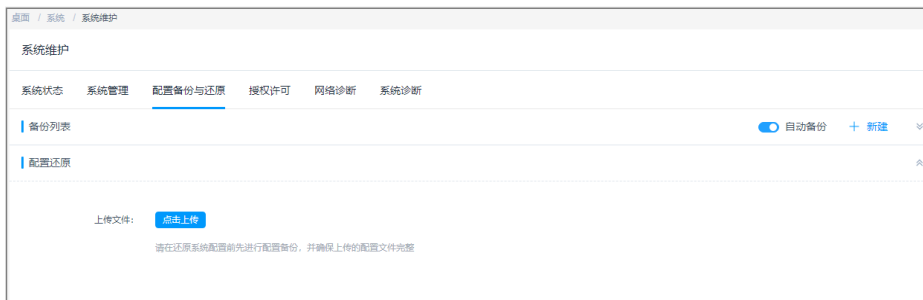 桌面 / 系统 / 系统维护
系统维护
系统状态 系统管理 配置备份与还原 授权许可 网络诊断 系统诊断
备份列表 自动备份 + 新建
配置还原
上传文件: 点击上传
请在还原系统配置前先进行配置备份，并确保上传的配置文件完整